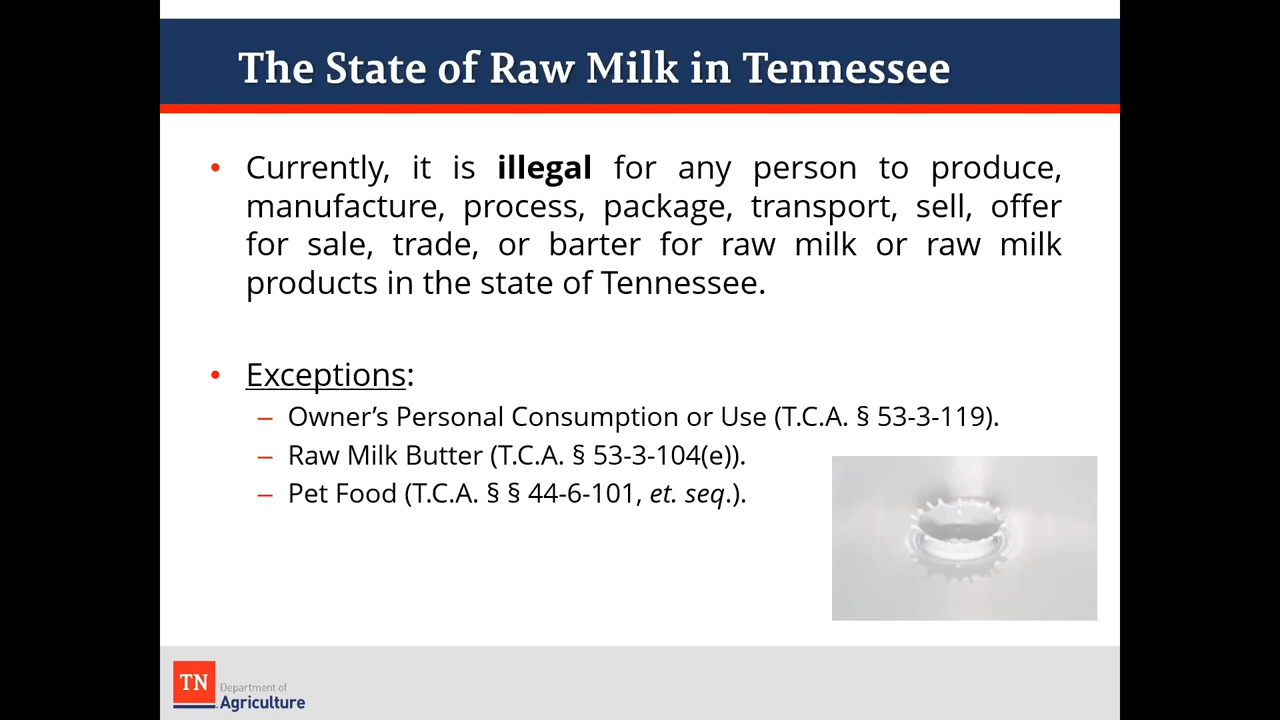 The State of Raw Milk in Tennessee
• Currently, it is illegal for any person to produce,
manufacture, process, package, transport, sell, offer
for sale, trade, or barter for raw milk or raw milk
products in the state of Tennessee.
• Exceptions:
– Owner’s Personal Consumption or Use (T.C.A. § 53-3-119).
– Raw Milk Butter (T.C.A. § 53-3-104(e)).
– Pet Food (T.C.A. § § 44-6-101, et. seq.).
TN
Department of
Agriculture